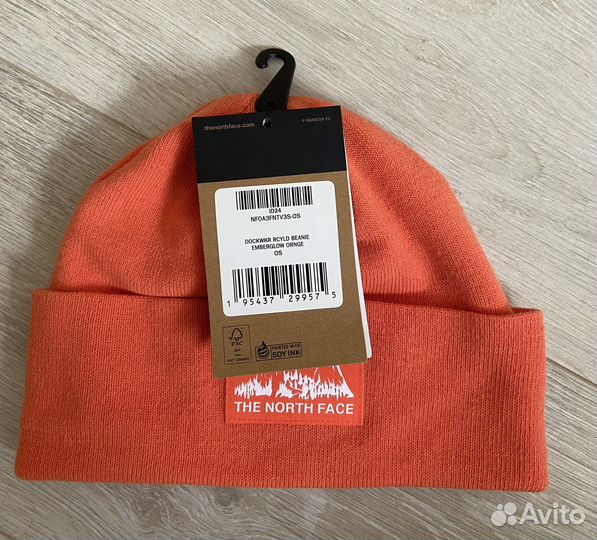 thenorthface.com
ID24
NF0A3FNTV3S-OS
DOCKWKR RCYLD BEANIE
EMBERGLOW ORNGE
OS
1 95437 29957 5
FSC
MIX
PRINTED WITH
SOY INK
THE NORTH FACE
Avito